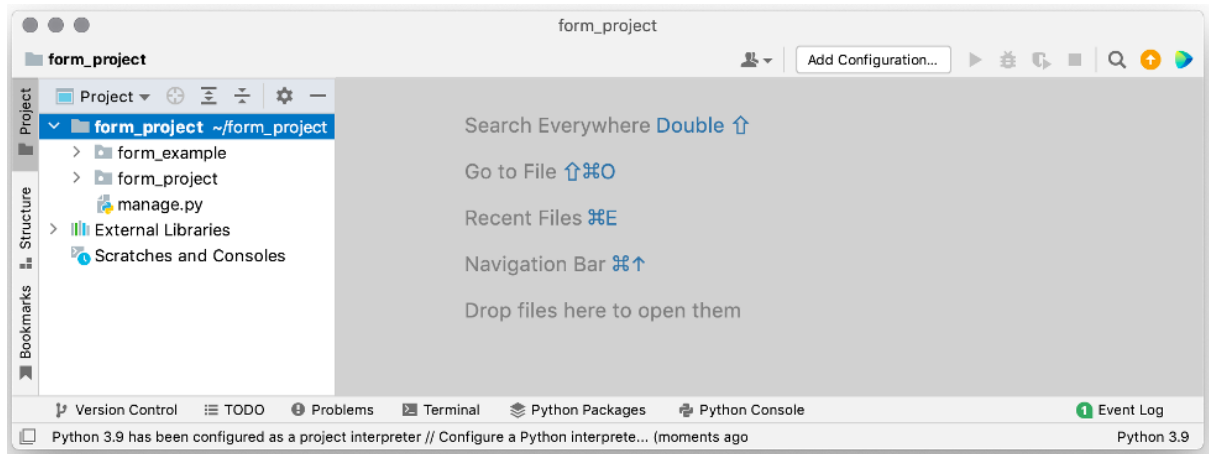 form_project
form_project
Add Configuration...
Project
Project
form_project ~/form_project
form_example
form_project
manage.py
External Libraries
Scratches and Consoles
Structure
Bookmarks
Search Everywhere Double ⇧
Go to File ⇧⌘O
Recent Files ⌘E
Navigation Bar ⌘↑
Drop files here to open them
Version Control TODO Problems Terminal Python Packages Python Console 1 Event Log
Python 3.9 has been configured as a project interpreter // Configure a Python interprete... (moments ago Python 3.9